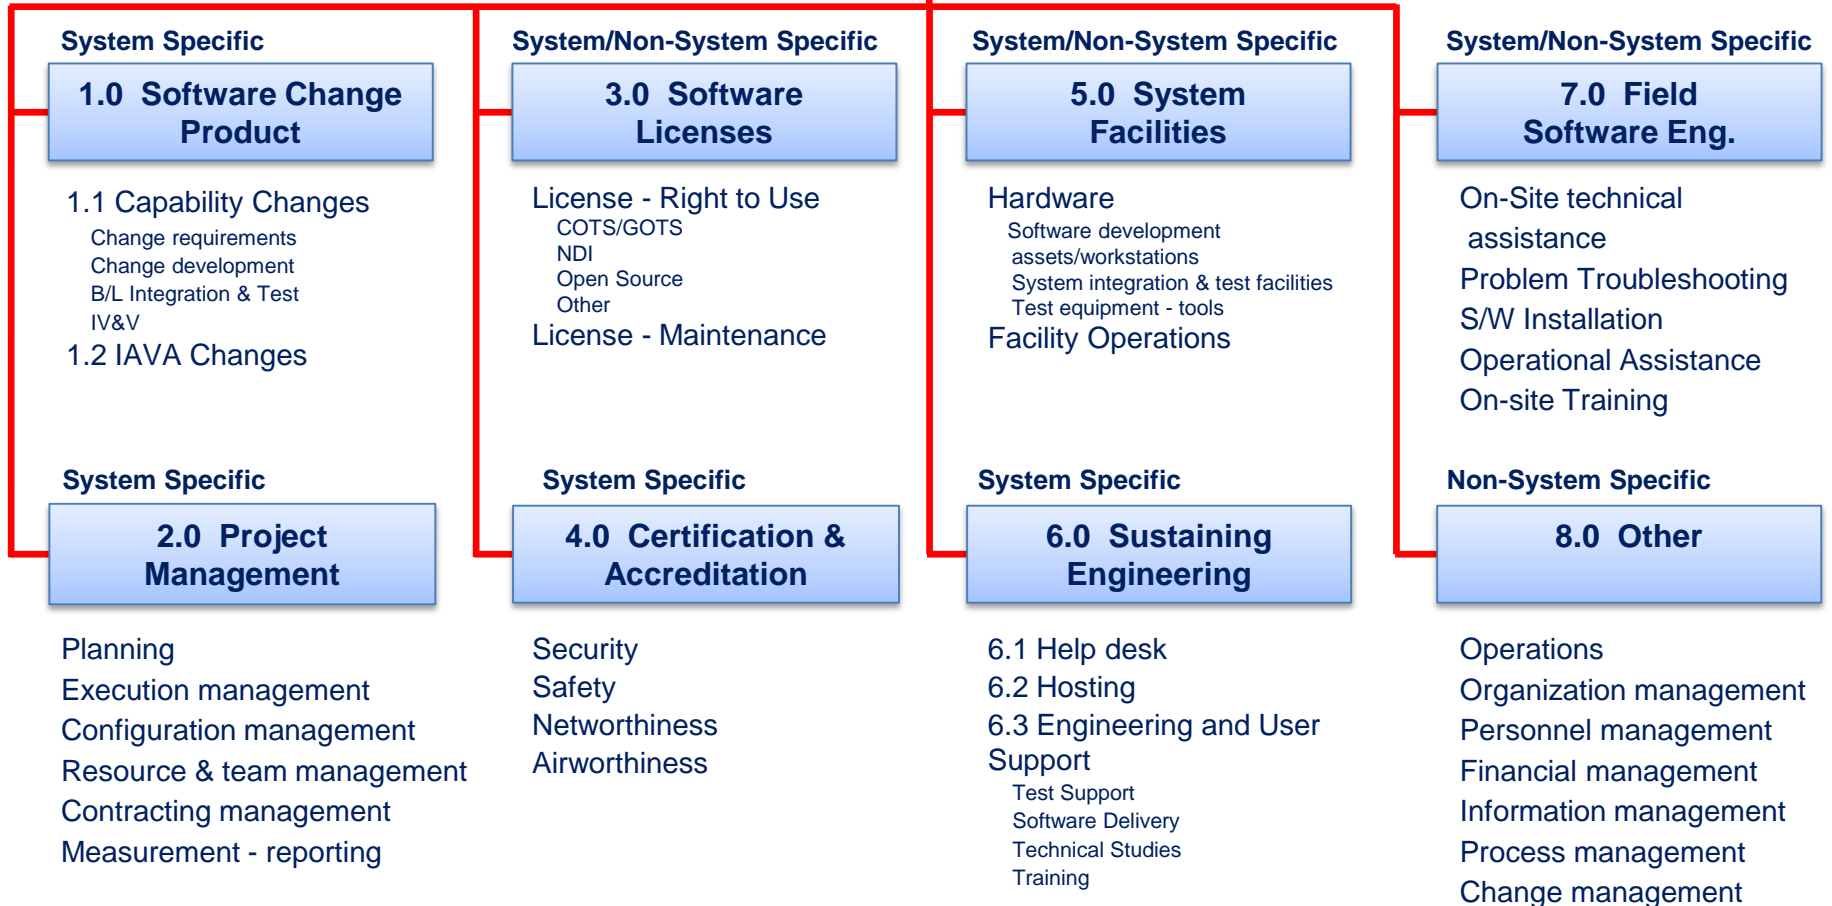 System Specific
1.0 Software Change
Product
1.1 Capability Changes
Change requirements
Change development
B/L Integration & Test
IV&V
1.2 IAVA Changes
System Specific
2.0 Project
Management
Planning
Execution management
Configuration management
Resource & team management
Contracting management
Measurement - reporting
System/Non-System Specific
3.0 Software
Licenses
License - Right to Use
COTS/GOTS
NDI
Open Source
Other
License - Maintenance
System Specific
4.0 Certification &
Accreditation
Security
Safety
Networthiness
Airworthiness
System/Non-System Specific
5.0 System
Facilities
Hardware
Software development
assets/workstations
System integration & test facilities
Test equipment - tools
Facility Operations
System Specific
6.0 Sustaining
Engineering
6.1 Help desk
6.2 Hosting
6.3 Engineering and User
Support
Test Support
Software Delivery
Technical Studies
Training
System/Non-System Specific
7.0 Field
Software Eng.
On-Site technical
assistance
Problem Troubleshooting
S/W Installation
Operational Assistance
On-site Training
Non-System Specific
8.0 Other
Operations
Organization management
Personnel management
Financial management
Information management
Process management
Change management